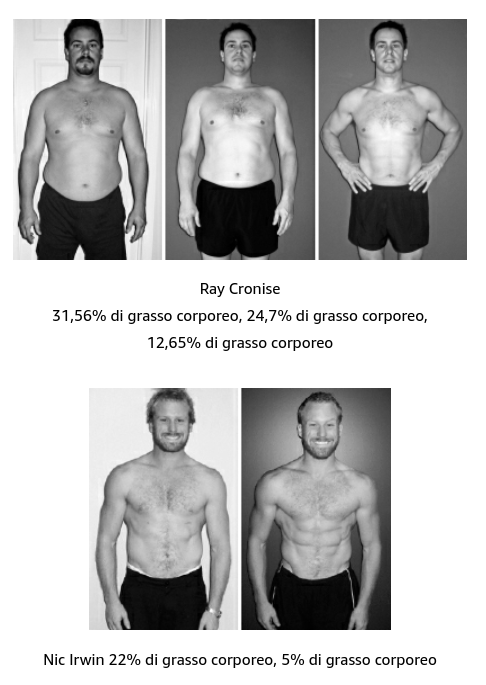 Ray Cronise
31,56% di grasso corporeo, 24,7% di grasso corporeo,
12,65% di grasso corporeo
Nic Irwin 22% di grasso corporeo, 5% di grasso corporeo